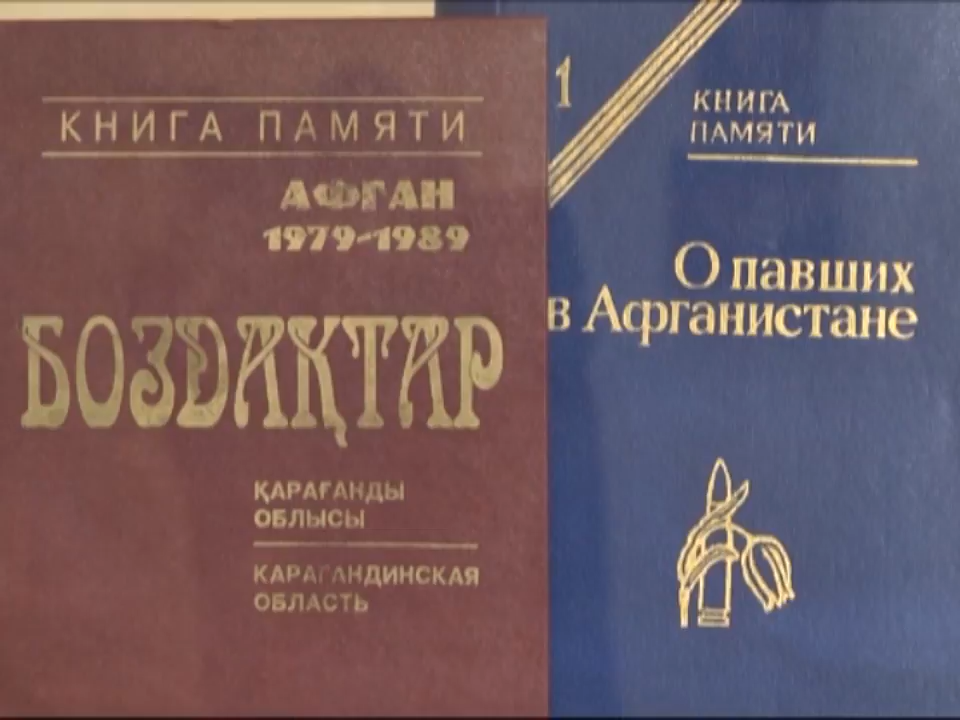 КНИГА ПАМЯТИ
АФГАН
1979-1989
БОЗДАҚТАР
ҚАРАҒАНДЫ
ОБЛЫСЫ
КАРАГАНДИНСКАЯ
ОБЛАСТЬ
1
КНИГА
ПАМЯТИ
О павших
в Афганистане